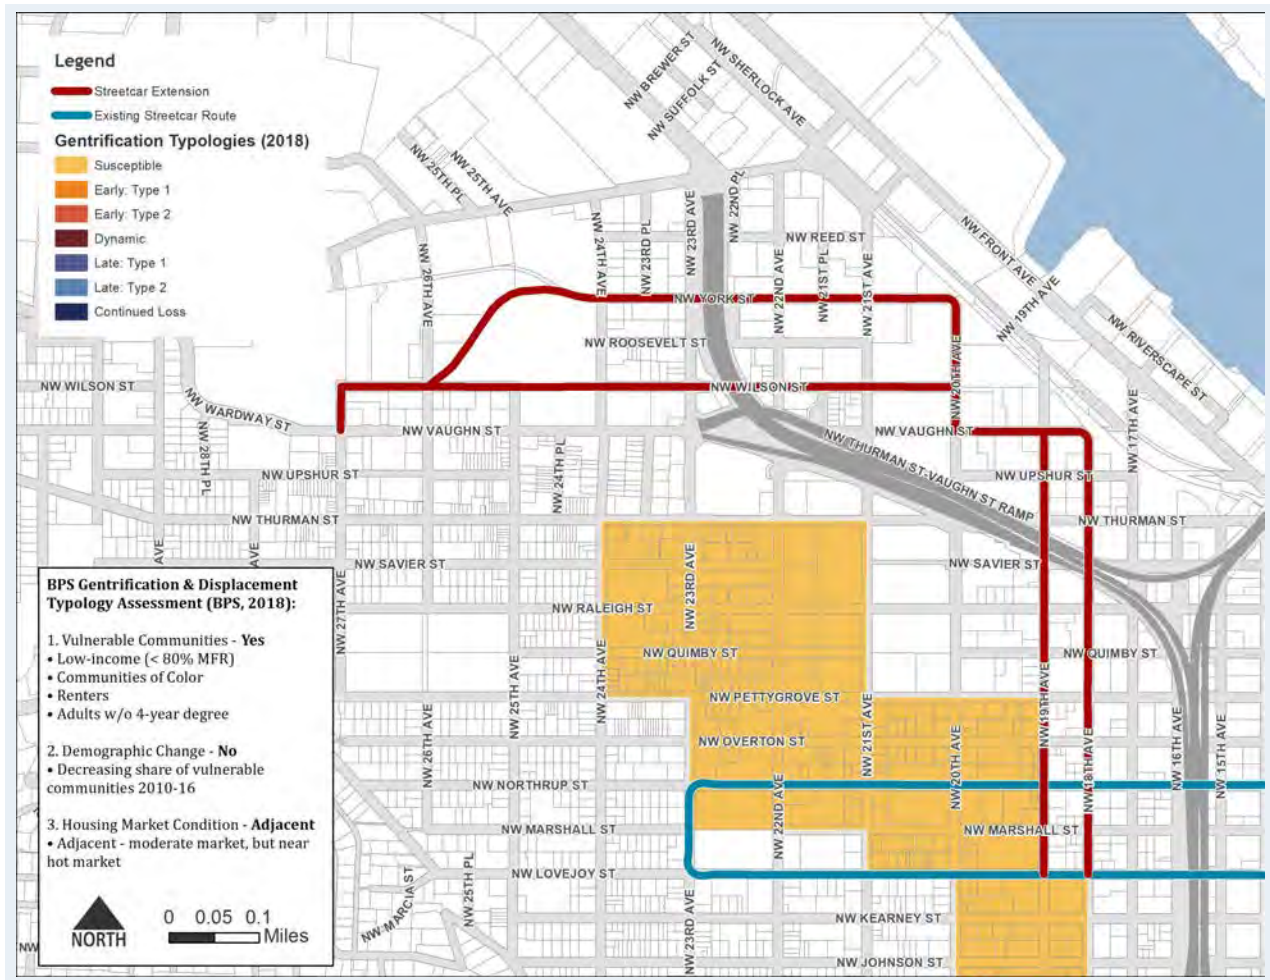 Legend
Streetcar Extension
Existing Streetcar Route
Gentrification Typologies (2018)
Susceptible
Early: Type 1
Early: Type 2
Dynamic
Late: Type 1
Late: Type 2
Continued Loss
NW BREWER ST
NW SUFFOLK ST
NW SHERLOCK AVE
NW 25TH PL
NW 25TH AVE
NW 24TH AVE
NW 23RD PL
NW 23RD AVE
NW 22ND PL
NW REED ST
NW 26TH AVE
NW 22ND AVE
NW 21ST PL
NW 21ST AVE
NW FRONT AVE
NW 19TH AVE
NW YORK ST
NW RIVERSCAPE ST
NW ROOSEVELT ST
NW 20TH AVE
NW WILSON ST
NW WILSON ST
NW WARDWAY ST
NW VAUGHN ST
NW VAUGHN ST
NW 17TH AVE
NW 28TH PL
NW UPSHUR ST
NW 24TH PL
NW THURMAN ST-VAUGHN ST RAMP
NW UPSHUR ST
NW THURMAN ST
NW THURMAN ST
AVE
AVE
NW SAVIER ST
NW SAVIER ST
NW 23RD AVE
NW 27TH AVE
NW RALEIGH ST
NW QUIMBY ST
NW QUIMBY ST
NW 24TH AVE
NW 25TH AVE
NW 26TH AVE
NW PETTYGROVE ST
NW 21ST AVE
NW 20TH AVE
NW 19TH AVE
NW 18TH AVE
NW 16TH AVE
NW 15TH AVE
NW OVERTON ST
NW NORTHRUP ST
NW 22ND AVE
NW MARSHALL ST
NW MARSHALL ST
NW LOVEJOY ST
NW 25TH PL
NW MARCIA ST
NW 23RD AVE
NW KEARNEY ST
NW JOHNSON ST
NW
BPS Gentrification & Displacement
Typology Assessment (BPS, 2018):
1. Vulnerable Communities - Yes
• Low-income (< 80% MFR)
• Communities of Color
• Renters
• Adults w/o 4-year degree
2. Demographic Change - No
• Decreasing share of vulnerable
communities 2010-16
3. Housing Market Condition - Adjacent
• Adjacent - moderate market, but near
hot market
NORTH
0 0.05 0.1
Miles